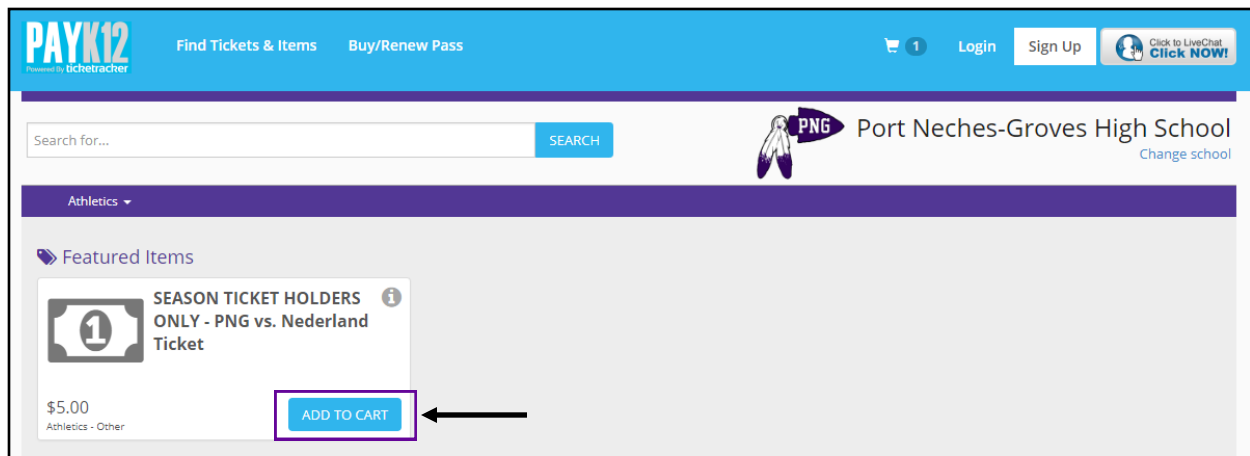 PAYK12
Powered By ticketracker
Find Tickets & Items
Buy/Renew Pass
1
Login
Sign Up
Click to LiveChat
Click NOW!
Search for...
SEARCH
PNG
Port Neches-Groves High School
Change school
Athletics
Featured Items
1
SEASON TICKET HOLDERS
ONLY - PNG vs. Nederland
Ticket
$5.00
Athletics - Other
ADD TO CART